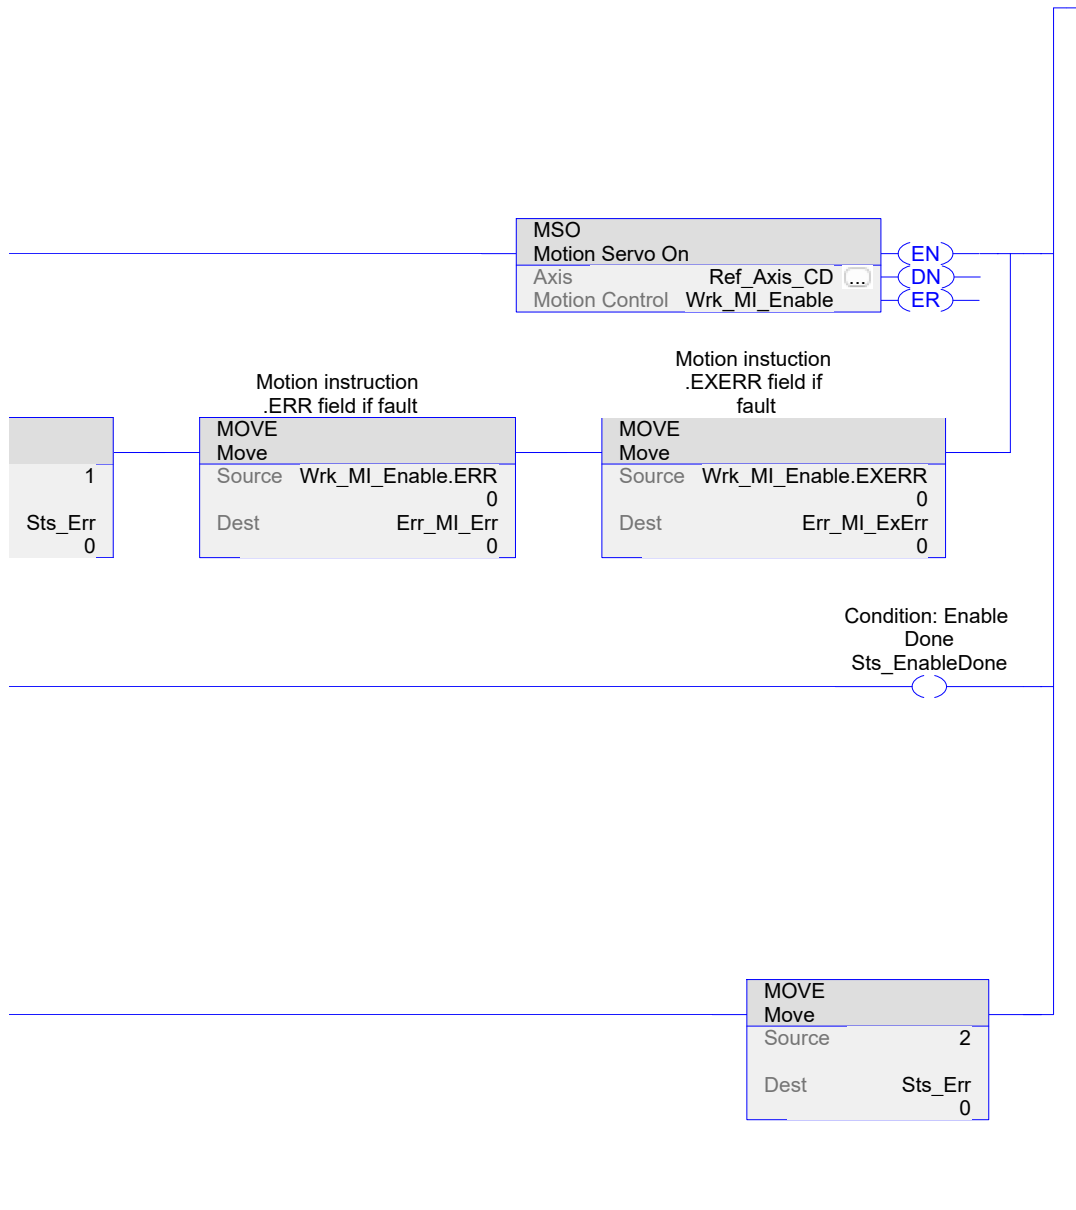 MSO
Motion Servo On
Axis Ref_Axis_CD ...
Motion Control Wrk_MI_Enable
EN
DN
ER
Motion instruction
.ERR field if fault
Motion instuction
.EXERR field if
fault
1
Sts_Err
0
MOVE
Move
Source Wrk_MI_Enable.ERR
0
Dest Err_MI_Err
0
MOVE
Move
Source Wrk_MI_Enable.EXERR
0
Dest Err_MI_ExErr
0
Condition: Enable
Done
Sts_EnableDone
MOVE
Move
Source 2
Dest Sts_Err
0